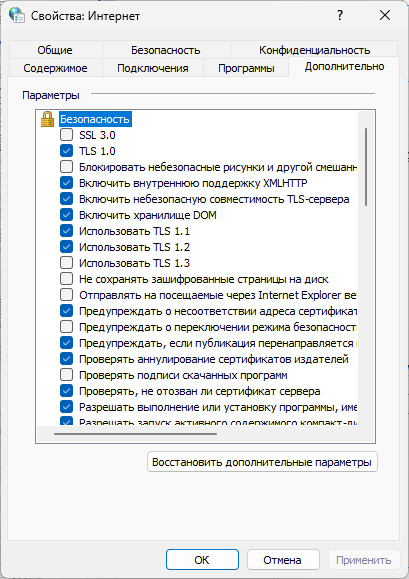 Свойства: Интернет
Общие Безопасность Конфиденциальность
Содержимое Подключения Программы Дополнительно
Параметры
Безопасность
SSL 3.0
TLS 1.0
Блокировать небезопасные рисунки и другой смешанн
Включить внутреннюю поддержку XMLHTTP
Включить небезопасную совместимость TLS-сервера
Включить хранилище DOM
Использовать TLS 1.1
Использовать TLS 1.2
Использовать TLS 1.3
Не сохранять зашифрованные страницы на диск
Отправлять на посещаемые через Internet Explorer ве
Предупреждать о несоответствии адреса сертификат
Предупреждать о переключении режима безопасност
Предупреждать, если публикация перенаправляется
Проверять аннулирование сертификатов издателей
Проверять подписи скачанных программ
Проверять, не отозван ли сертификат сервера
Разрешать выполнение или установку программы, име
Разрешать запуск активного содержимого компакт-ди
Восстановить дополнительные параметры
ОК Отмена Применить